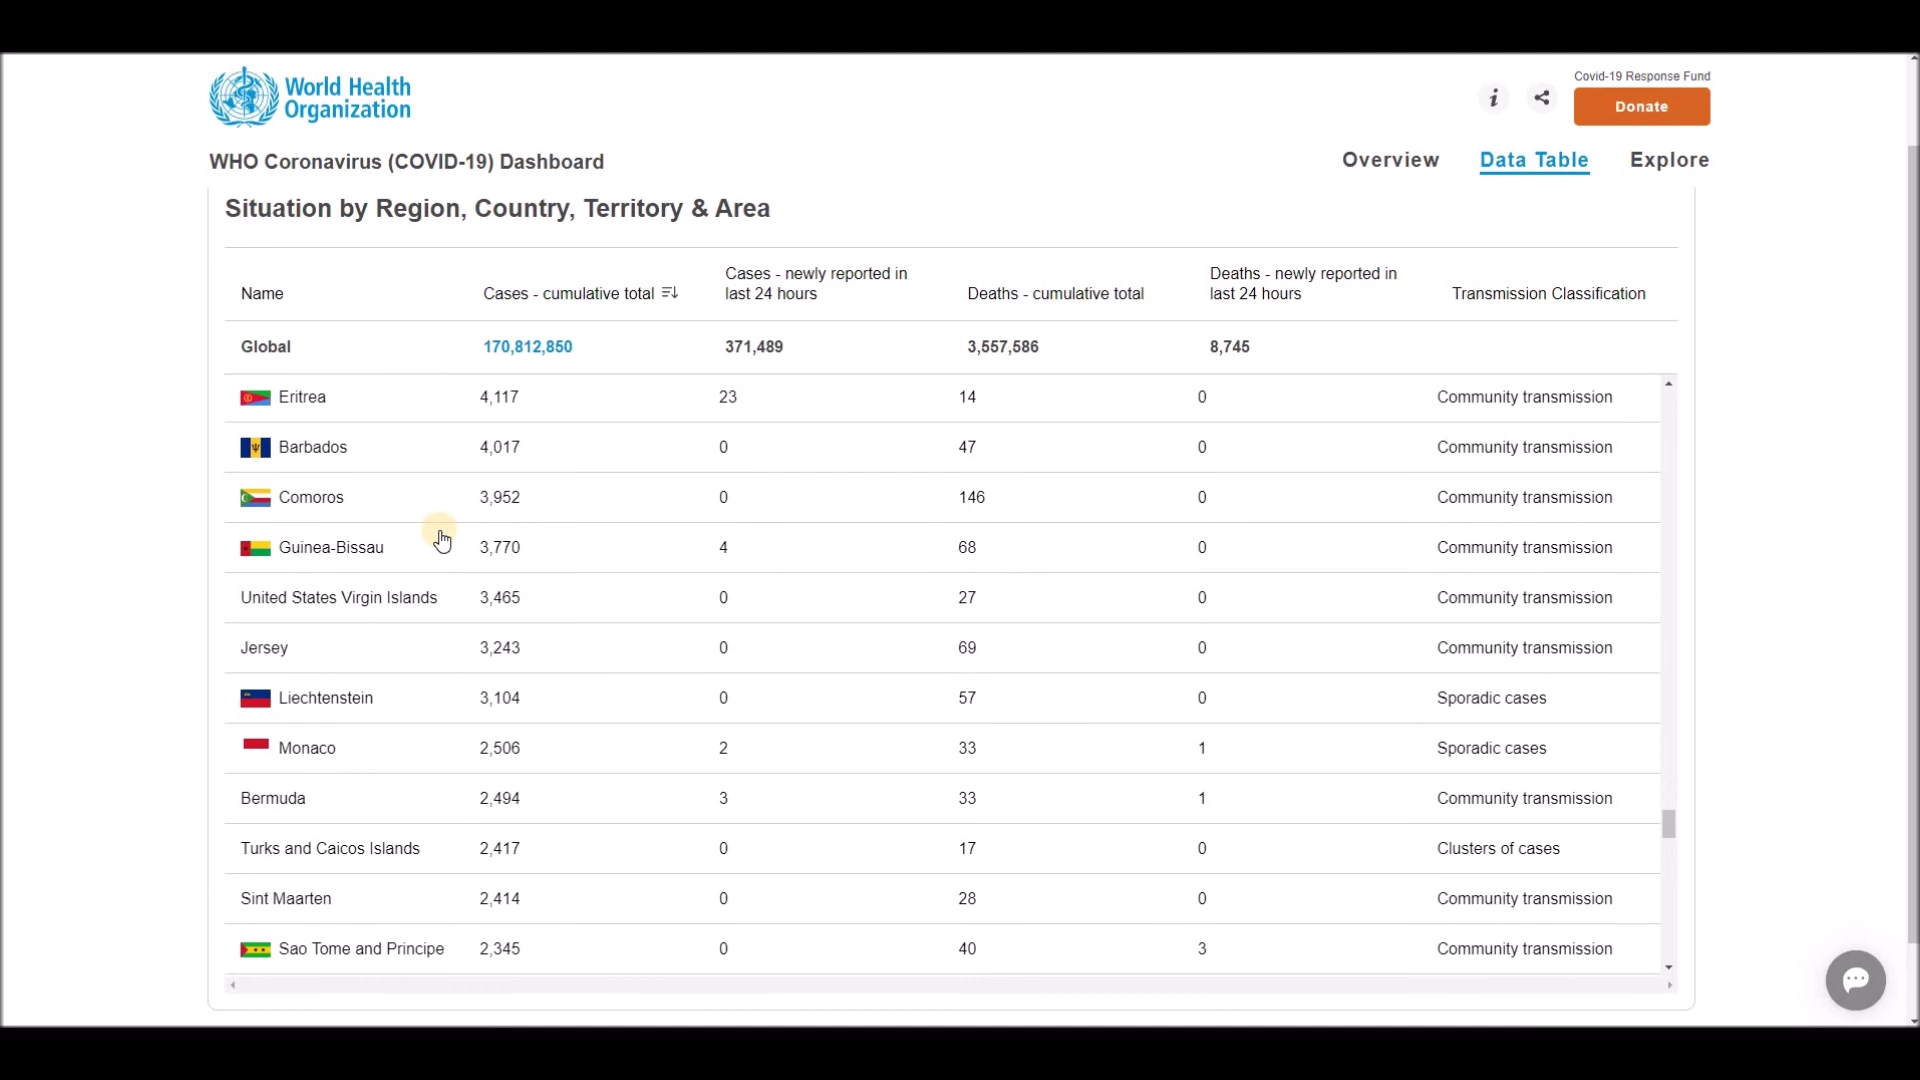 World Health
Organization
Covid-19 Response Fund
Donate
WHO Coronavirus (COVID-19) Dashboard
Overview Data Table Explore
Situation by Region, Country, Territory & Area
Name Cases - cumulative total Cases - newly reported in last 24 hours Deaths - cumulative total Deaths - newly reported in last 24 hours Transmission Classification
Global 170,812,850 371,489 3,557,586 8,745
Eritrea 4,117 23 14 0 Community transmission
Barbados 4,017 0 47 0 Community transmission
Comoros 3,952 0 146 0 Community transmission
Guinea-Bissau 3,770 4 68 0 Community transmission
United States Virgin Islands 3,465 0 27 0 Community transmission
Jersey 3,243 0 69 0 Community transmission
Liechtenstein 3,104 0 57 0 Sporadic cases
Monaco 2,506 2 33 1 Sporadic cases
Bermuda 2,494 3 33 1 Community transmission
Turks and Caicos Islands 2,417 0 17 0 Clusters of cases
Sint Maarten 2,414 0 28 0 Community transmission
Sao Tome and Principe 2,345 0 40 3 Community transmission